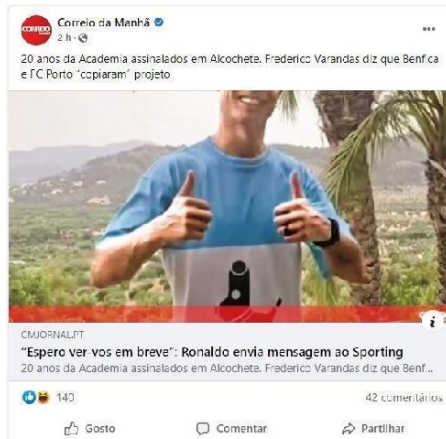 CORREIO
Correio da Manhã
2 h ·
20 anos da Academia assinalados em Alcochete. Frederico Varandas diz que Benfica
e FC Porto “copiaram” projeto
CMJORNAL.PT
“Espero ver-vos em breve”: Ronaldo envia mensagem ao Sporting
20 anos da Academia assinalados em Alcochete. Frederico Varandas diz que Benf...
140
42 comentários
Gosto
Comentar
Partilhar